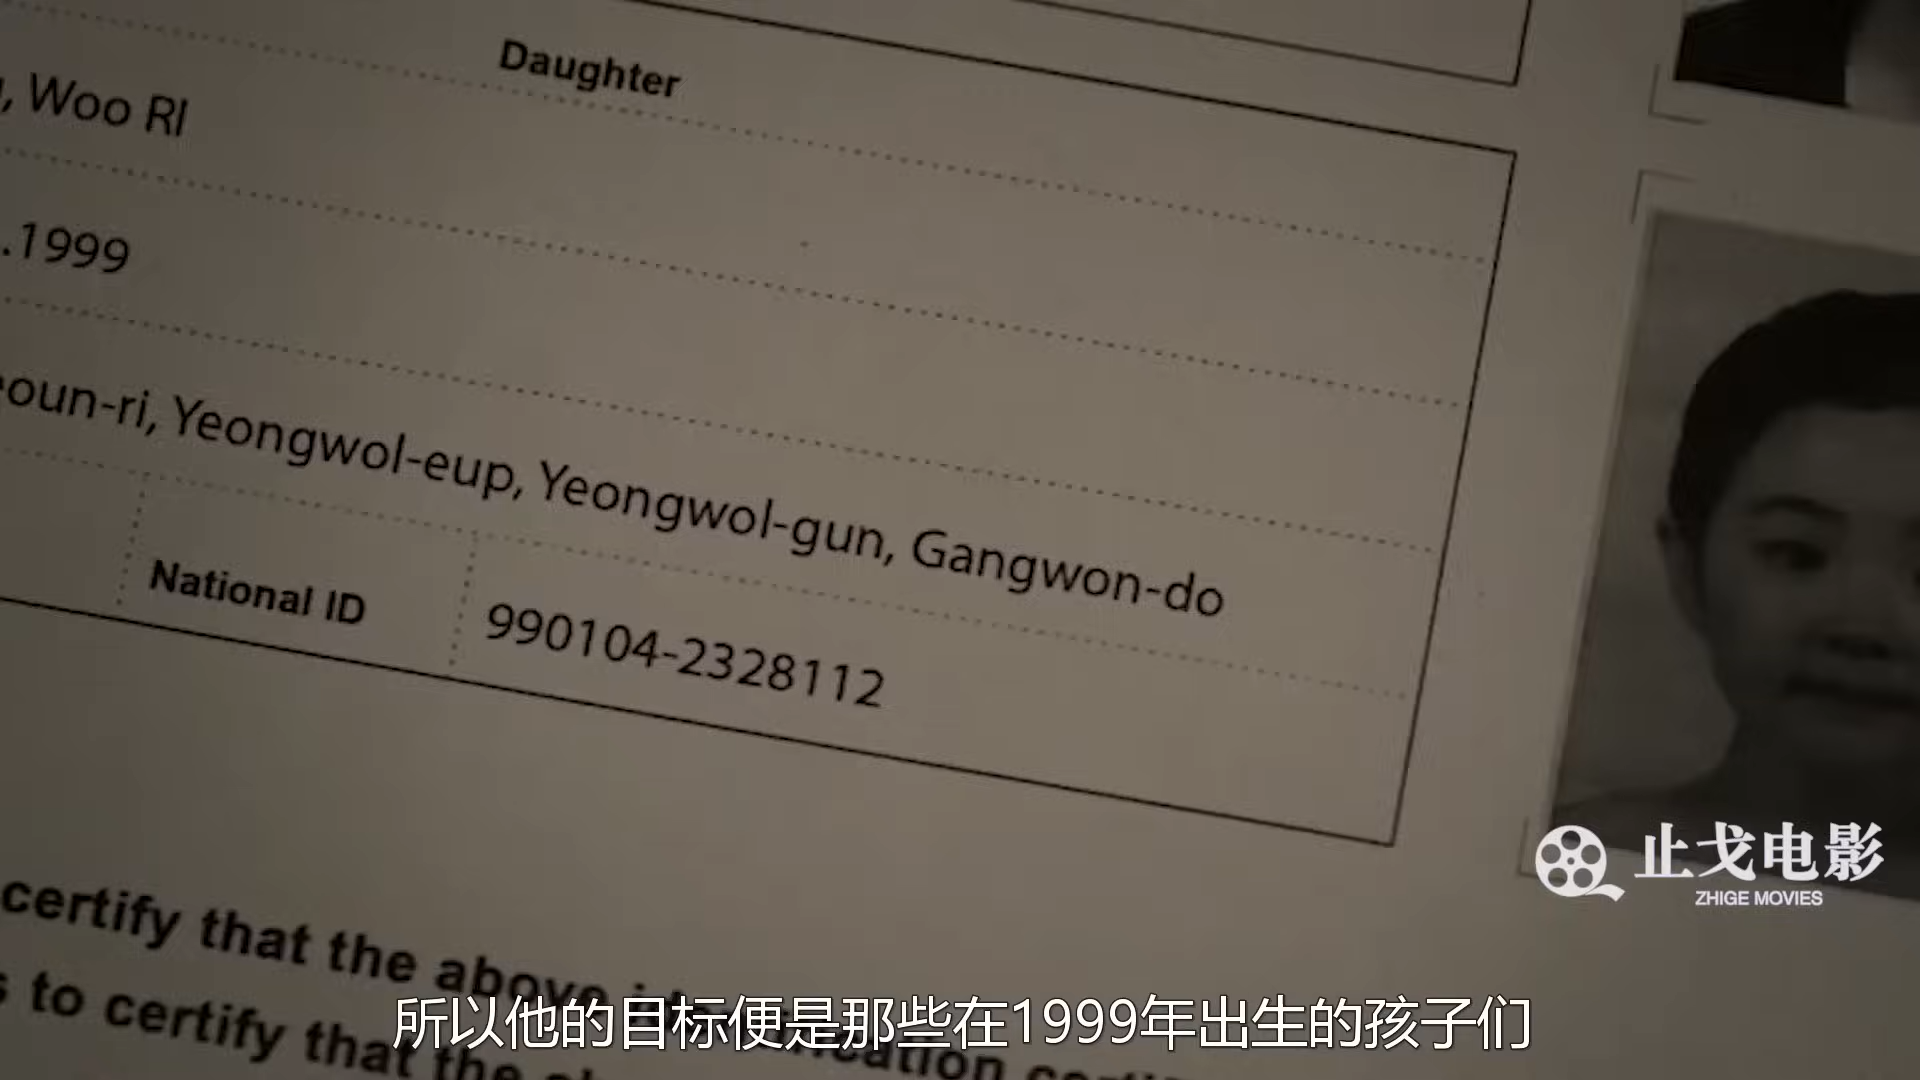 Daughter
, Woo RI
.1999
oun-ri, Yeongwol-eup, Yeongwol-gun, Gangwon-do
National ID
990104-2328112
止戈电影
ZHIGE MOVIES
certify that the above
to certify that the
所以他的目标便是那些在1999年出生的孩子们